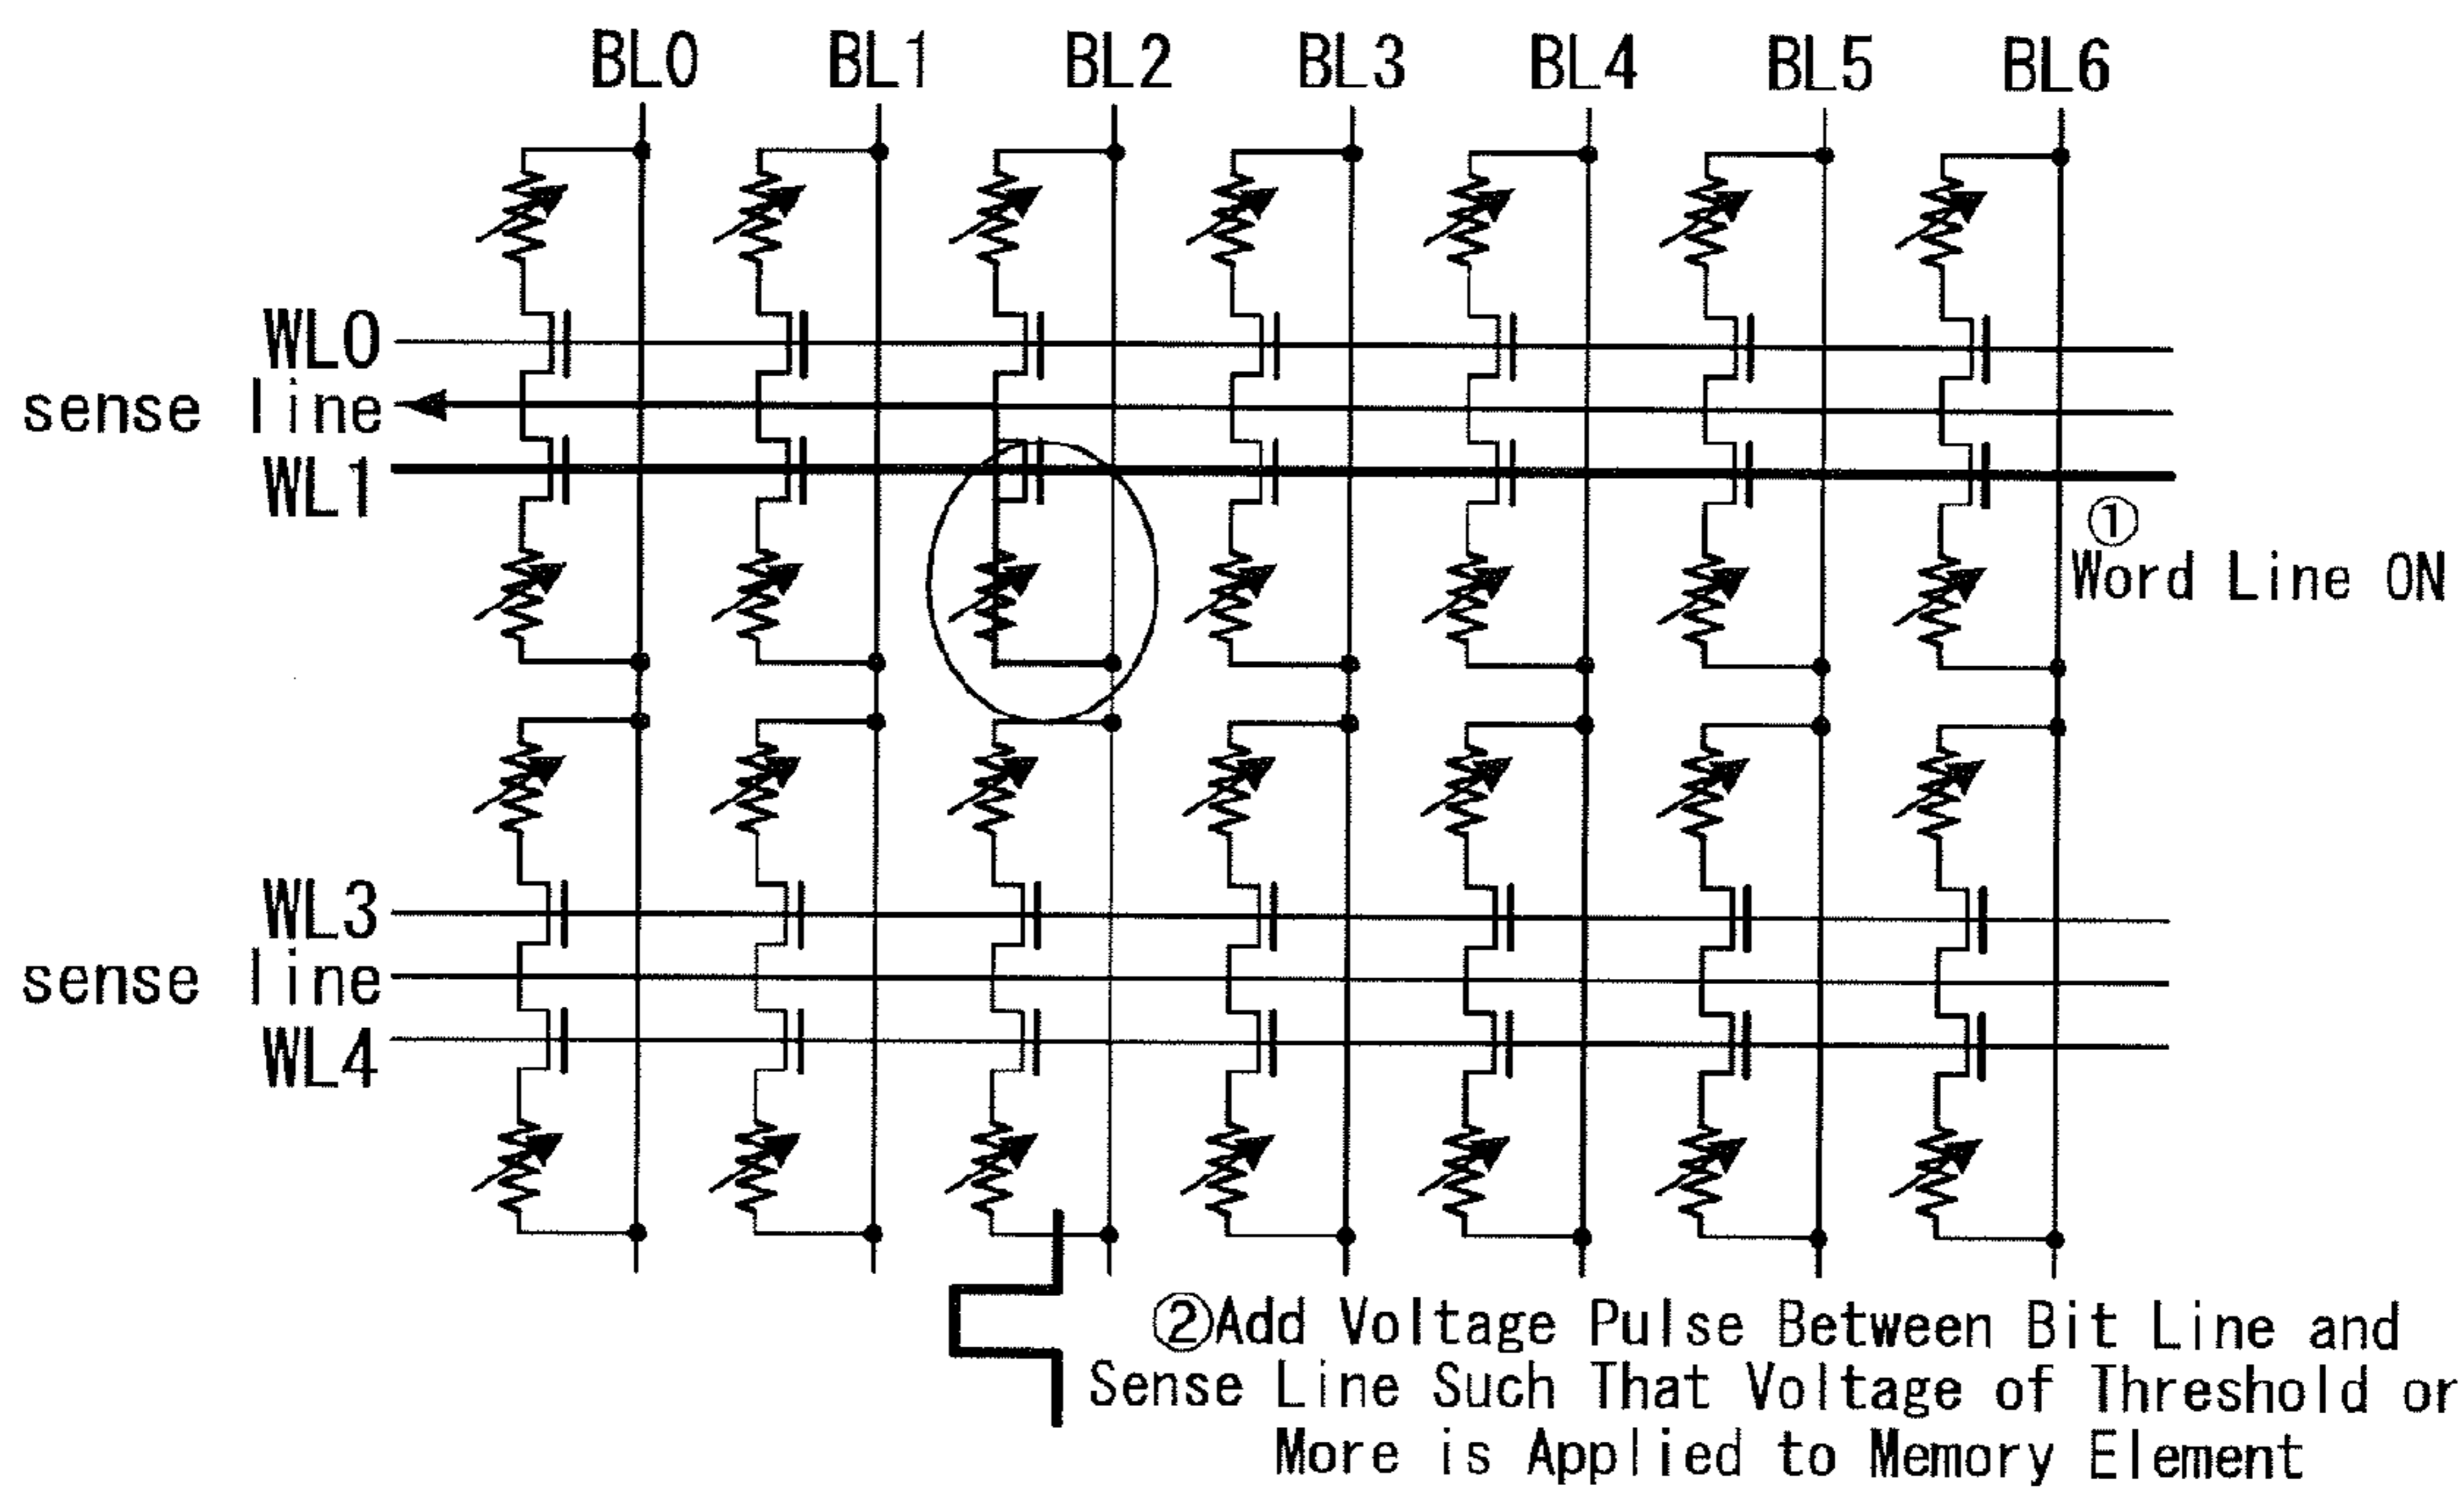 BL0 BL1 BL2 BL3 BL4 BL5 BL6
WL0
sense line
WL1
①
Word Line ON
WL3
sense line
WL4
②Add Voltage Pulse Between Bit Line and
Sense Line Such That Voltage of Threshold or
More is Applied to Memory Element